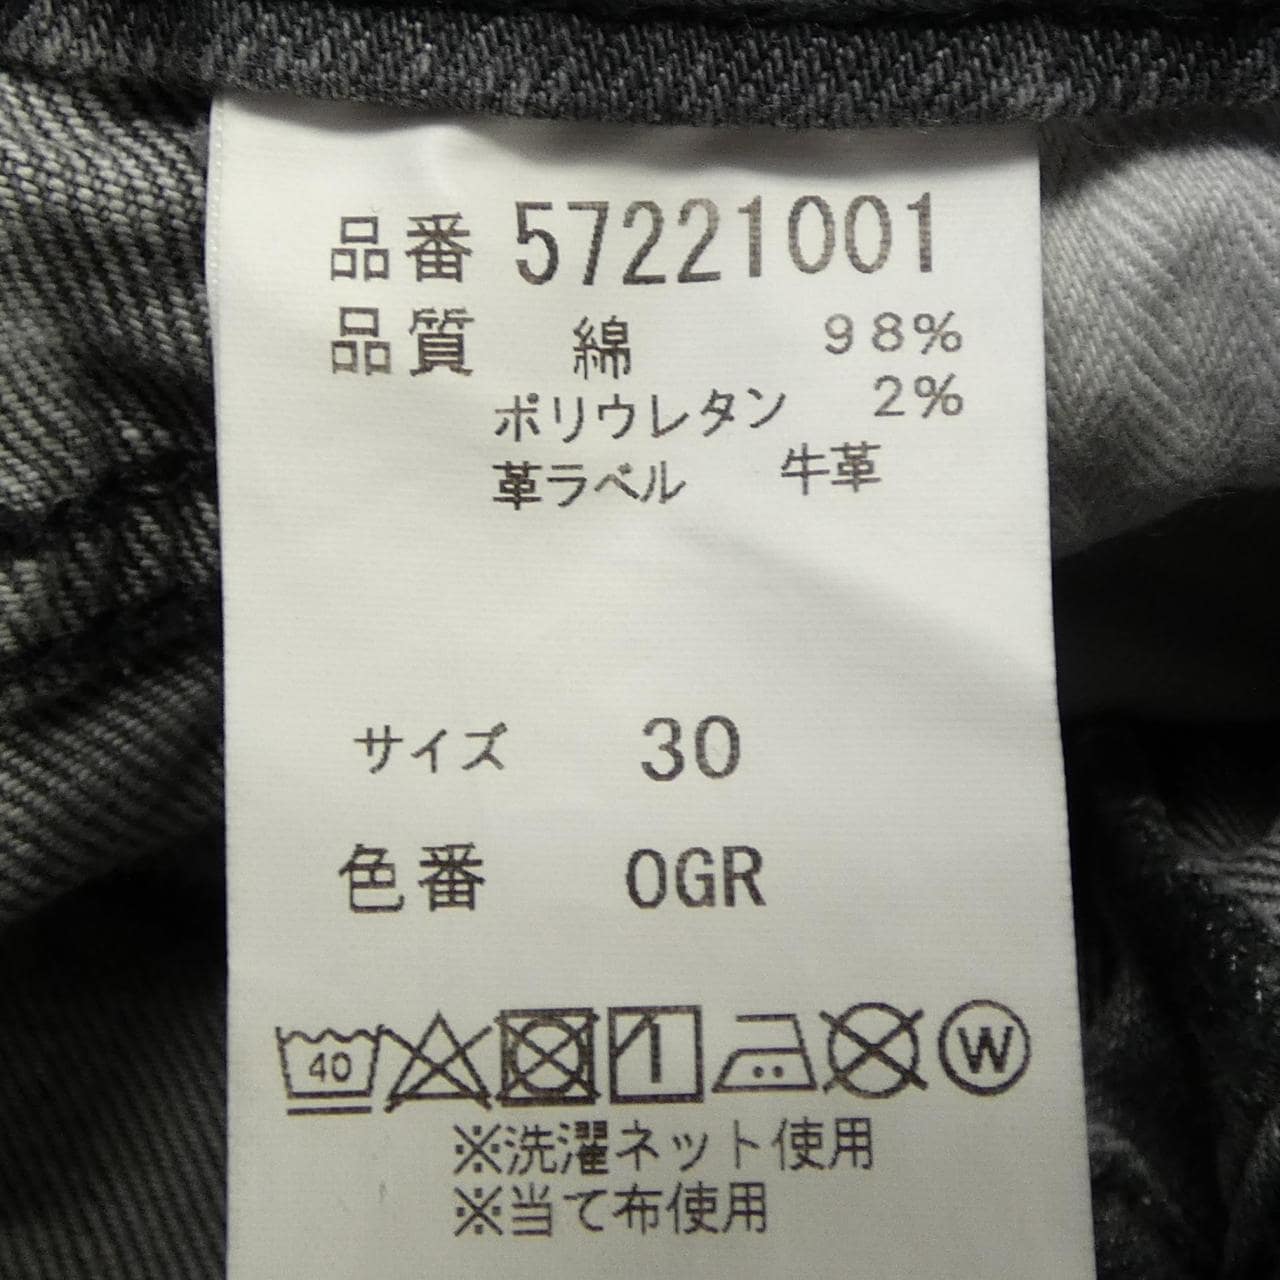 品番 57221001
品質 綿 98%
ポリウレタン 2%
革ラベル 牛革
サイズ 30
色番 0GR
40 W
※洗濯ネット使用
※当て布使用